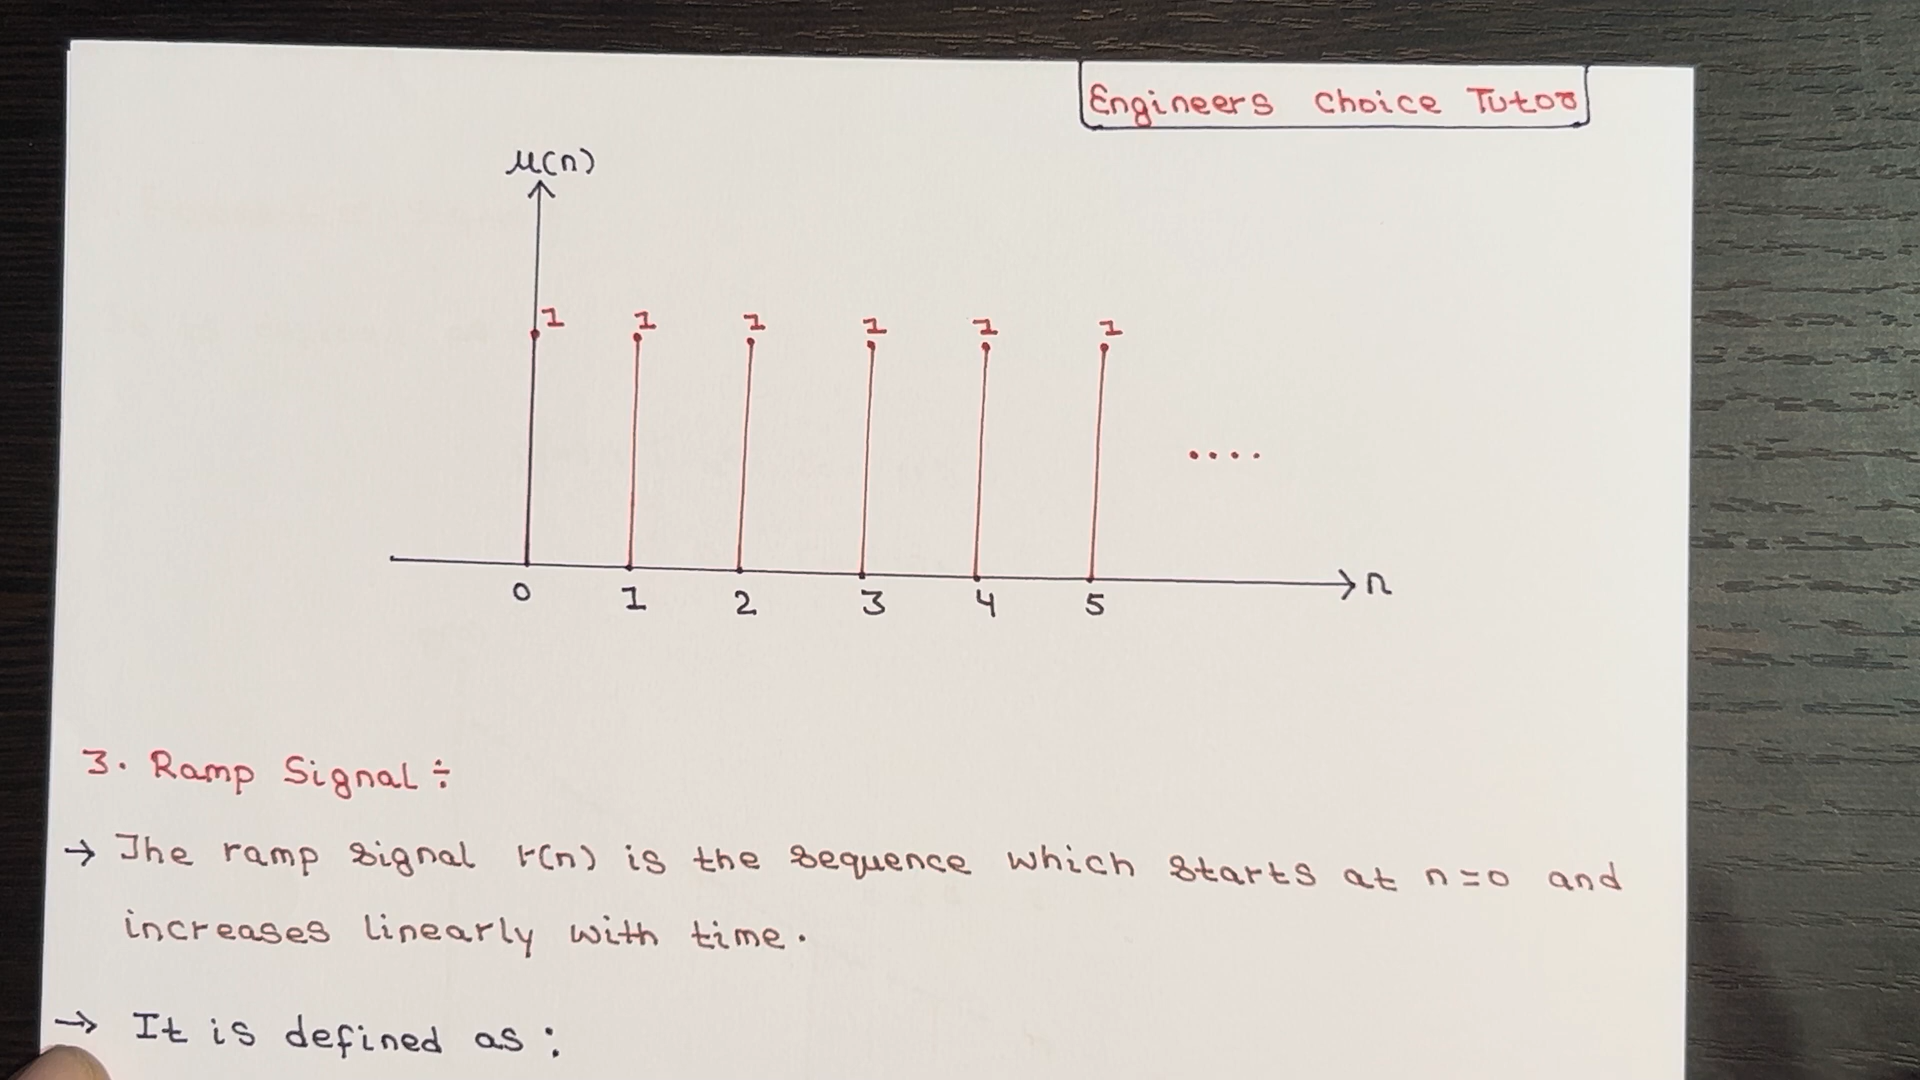 Engineers Choice Tutor
μ(n)
1 1 1 1 1 1
....
0 1 2 3 4 5 n
3. Ramp Signal ÷
→ The ramp signal r(n) is the sequence which starts at n=0 and
increases linearly with time.
→ It is defined as :